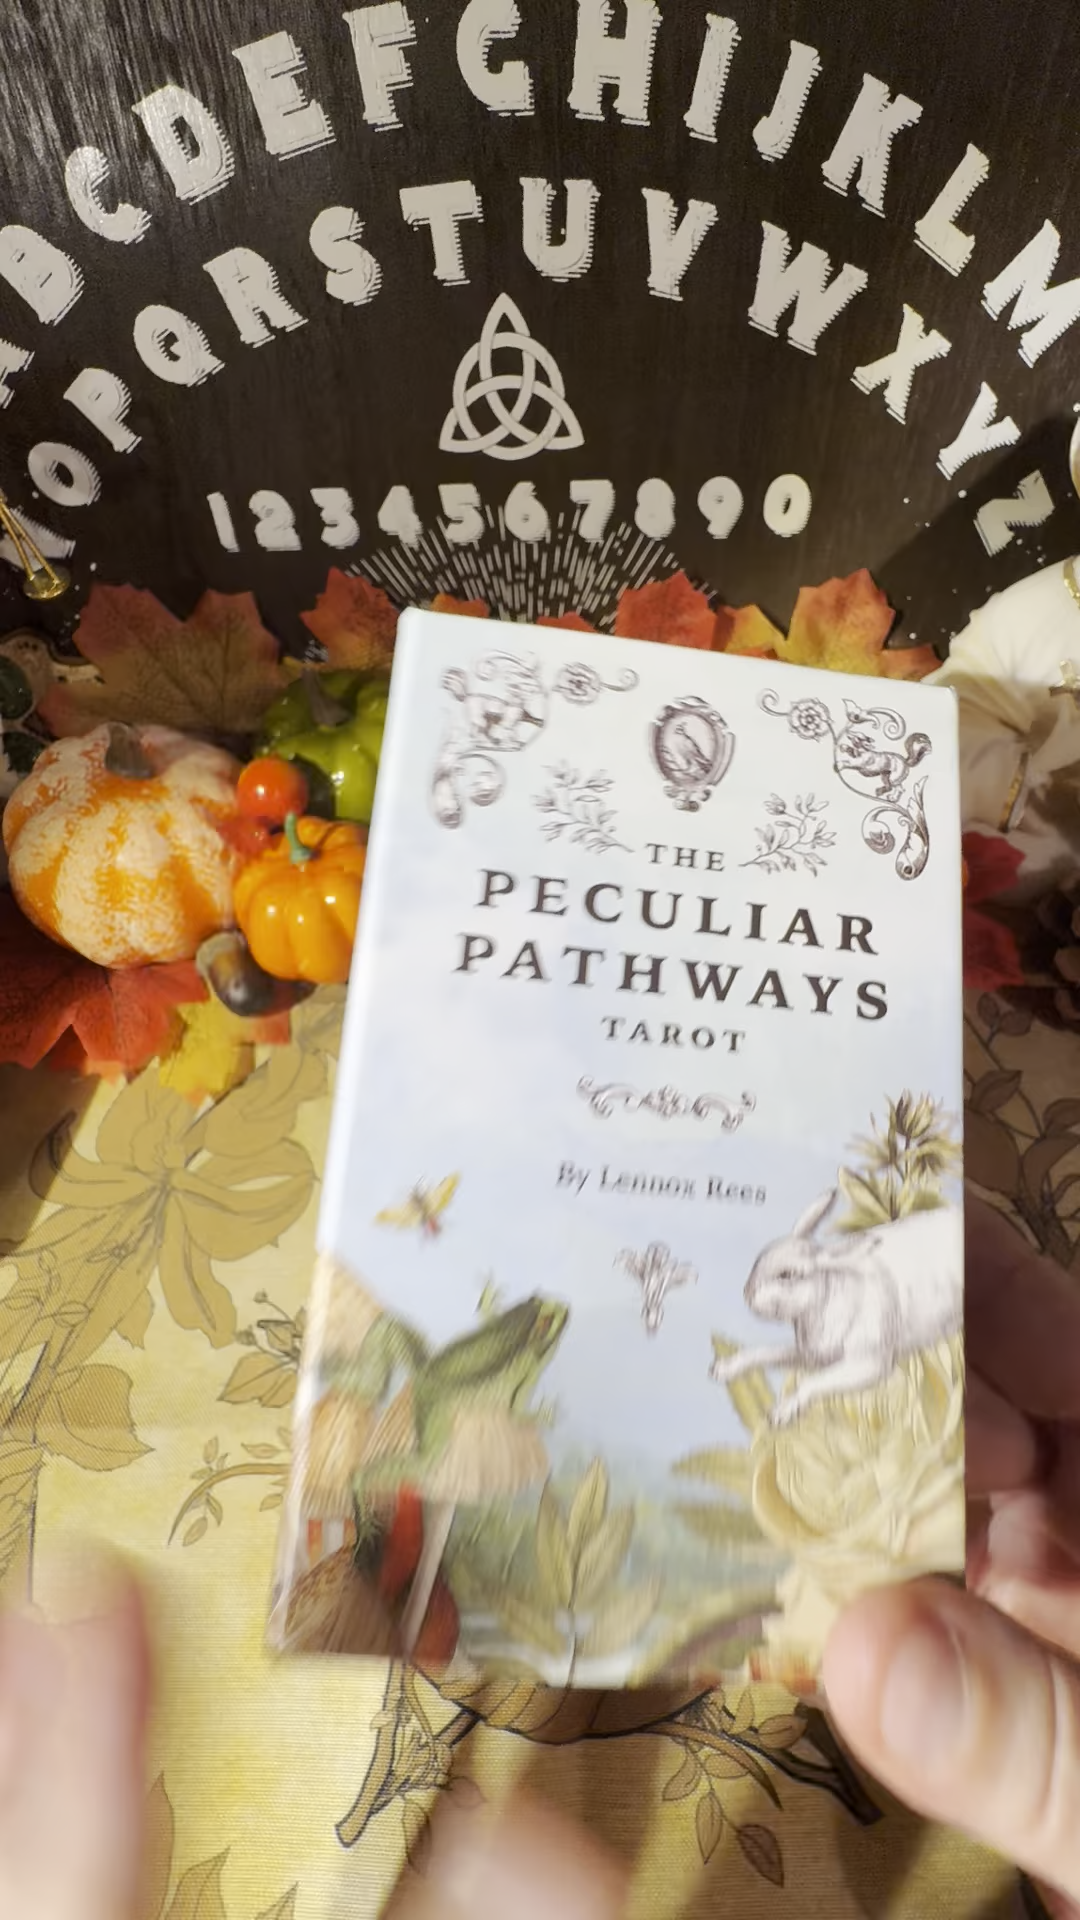 A B C D E F G H I J K L M
N O P Q R S T U V W X Y Z
1 2 3 4 5 6 7 8 9 0
THE
PECULIAR
PATHWAYS
TAROT
By Lennox Rees